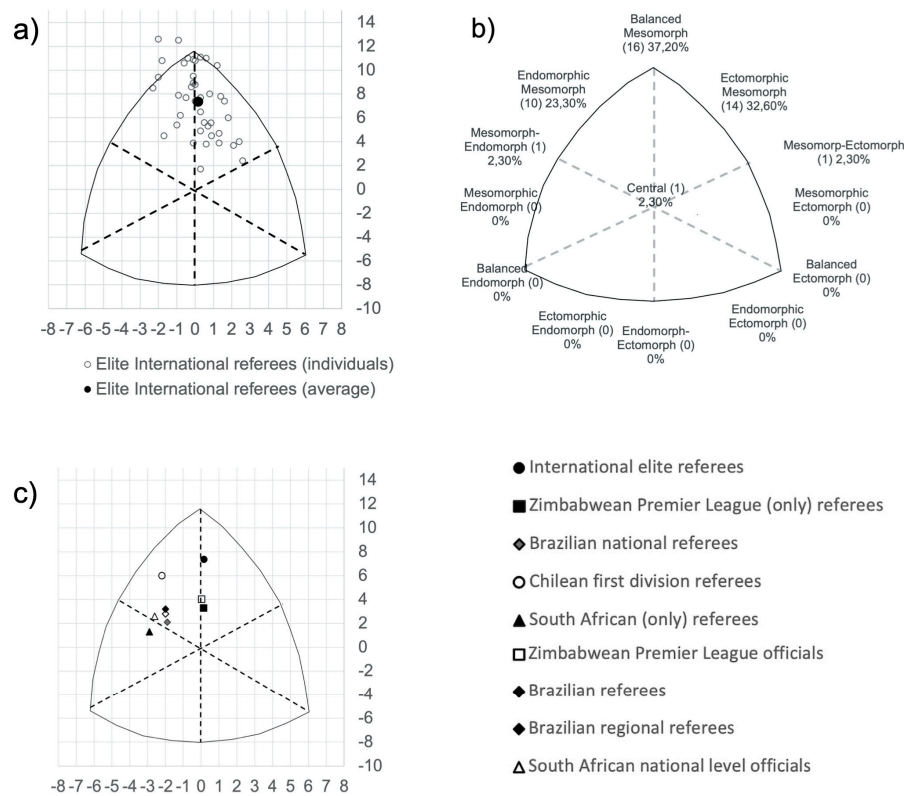 a)
14
12
10
8
6
4
2
0
-2
-4
-6
-8
-10
-8 -7 -6 -5 -4 -3 -2 -1 0 1 2 3 4 5 6 7 8
Elite International referees (individuals)
Elite International referees (average)
b)
Balanced
Mesomorph
(16) 37,20%
Endomorphic
Mesomorph
(10) 23,30%
Ectomorphic
Mesomorph
(14) 32,60%
Mesomorph-
Endomorph (1)
2,30%
Mesomorp-Ectomorph
(1) 2,30%
Mesomorphic
Endomorph (0)
0%
Central (1)
2,30%
Mesomorphic
Ectomorph (0)
0%
Balanced
Endomorph (0)
0%
Balanced
Ectomorph (0)
0%
Ectomorphic
Endomorph (0)
0%
Endomorph-
Ectomorph (0)
0%
Endomorphic
Ectomorph (0)
0%
c)
14
12
10
8
6
4
2
0
-2
-4
-6
-8
-10
-8 -7 -6 -5 -4 -3 -2 -1 0 1 2 3 4 5 6 7 8
International elite referees
Zimbabwean Premier League (only) referees
Brazilian national referees
Chilean first division referees
South African (only) referees
Zimbabwean Premier League officials
Brazilian referees
Brazilian regional referees
South African national level officials